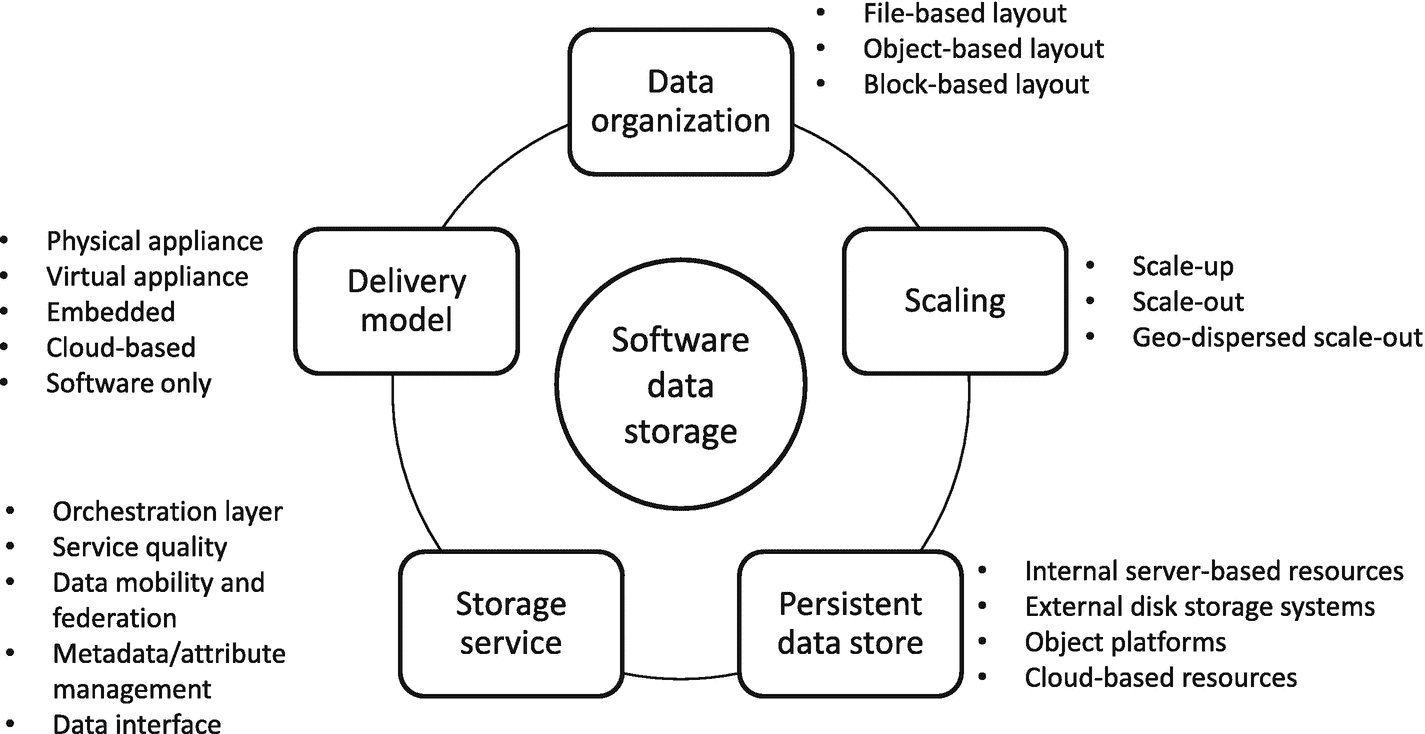 • File-based layout
• Object-based layout
• Block-based layout
Data
organization
• Physical appliance
• Virtual appliance
• Embedded
• Cloud-based
• Software only
Delivery
model
Software
data
storage
Scaling
• Scale-up
• Scale-out
• Geo-dispersed scale-out
• Orchestration layer
• Service quality
• Data mobility and
federation
• Metadata/attribute
management
• Data interface
Storage
service
Persistent
data store
• Internal server-based resources
• External disk storage systems
• Object platforms
• Cloud-based resources